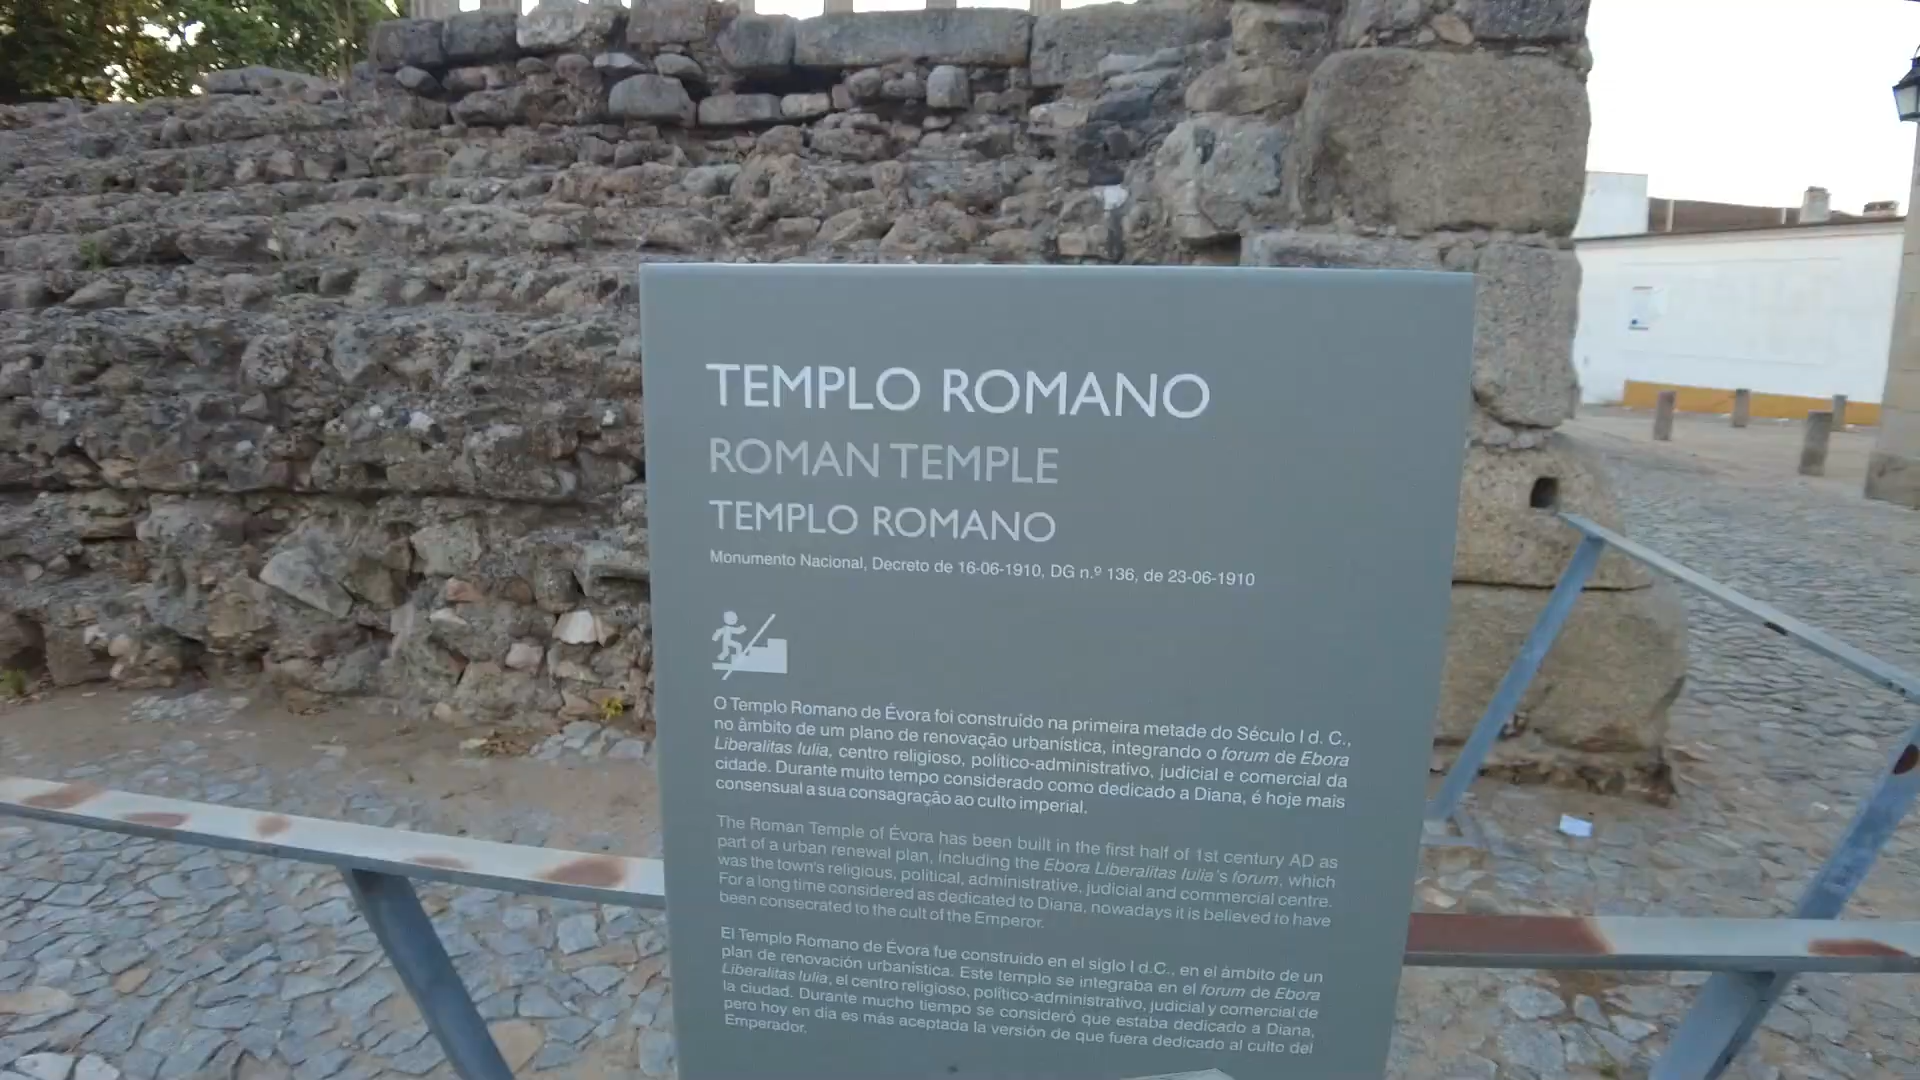 TEMPLO ROMANO
ROMAN TEMPLE
TEMPLO ROMANO
Monumento Nacional, Decreto de 16-06-1910, DG n.º 136, de 23-06-1910
O Templo Romano de Évora foi construído na primeira metade do Século I d. C.,
no âmbito de um plano de renovação urbanística, integrando o forum de Ebora
Liberalitas Iulia, centro religioso, político-administrativo, judicial e comercial da
cidade. Durante muito tempo considerado como dedicado a Diana, é hoje mais
consensual a sua consagração ao culto imperial.
The Roman Temple of Évora has been built in the first half of 1st century AD as
part of a urban renewal plan, including the Ebora Liberalitas Iulia's forum, which
was the town's religious, political, administrative, judicial and commercial centre.
For a long time considered as dedicated to Diana, nowadays it is believed to have
been consecrated to the cult of the Emperor.
El Templo Romano de Évora fue construido en el siglo I d.C., en el ámbito de un
plan de renovación urbanística. Este templo se integraba en el forum de Ebora
Liberalitas Iulia, el centro religioso, político-administrativo, judicial y comercial de
la ciudad. Durante mucho tiempo se consideró que estaba dedicado a Diana,
pero hoy en día es más aceptada la versión de que fuera dedicado al culto del
Emperador.